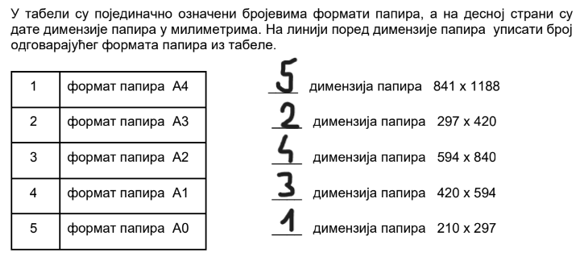 У табели су појединачно означени бројевима формати папира, а на десној страни су
дате димензије папира у милиметрима. На линији поред димензије папира уписати број
одговарајућег формата папира из табеле.
1 формат папира А4 5 димензија папира 841 x 1188
2 формат папира А3 2 димензија папира 297 x 420
3 формат папира А2 4 димензија папира 594 x 840
4 формат папира А1 3 димензија папира 420 x 594
5 формат папира А0 1 димензија папира 210 x 297